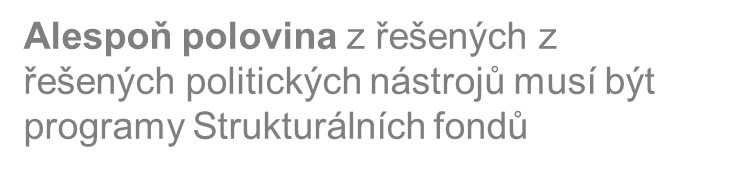 Alespoň polovina z řešených z
řešených politických nástrojů musí být
programy Strukturálních fondů